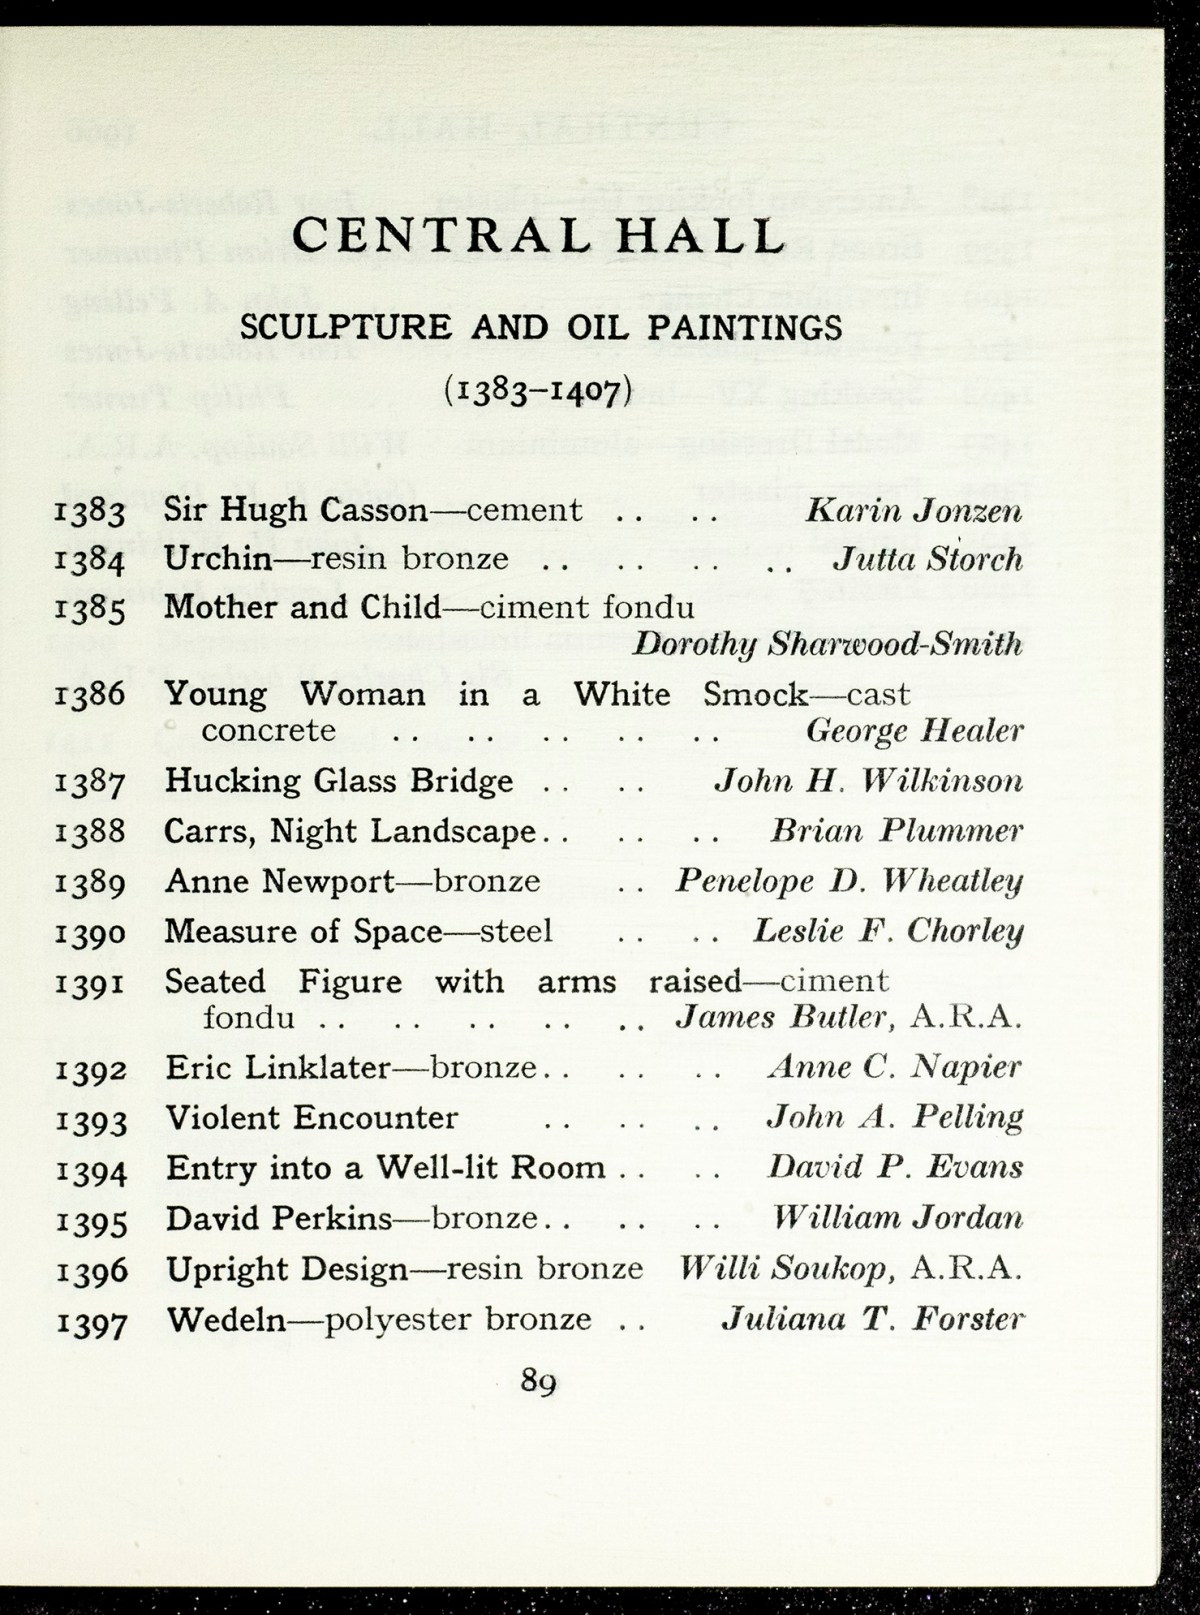 CENTRAL HALL
SCULPTURE AND OIL PAINTINGS
(1383–1407)
1383 Sir Hugh Casson—cement .. .. Karin Jonzen
1384 Urchin—resin bronze .. .. .. .. Jutta Storch
1385 Mother and Child—ciment fondu
Dorothy Sharwood-Smith
1386 Young Woman in a White Smock—cast
concrete .. .. .. .. .. George Healer
1387 Hucking Glass Bridge .. .. John H. Wilkinson
1388 Carrs, Night Landscape.. .. .. Brian Plummer
1389 Anne Newport—bronze .. Penelope D. Wheatley
1390 Measure of Space—steel .. .. Leslie F. Chorley
1391 Seated Figure with arms raised—ciment
fondu .. .. .. .. .. James Butler, A.R.A.
1392 Eric Linklater—bronze.. .. .. Anne C. Napier
1393 Violent Encounter .. .. .. John A. Pelling
1394 Entry into a Well-lit Room .. .. David P. Evans
1395 David Perkins—bronze.. .. .. William Jordan
1396 Upright Design—resin bronze Willi Soukop, A.R.A.
1397 Wedeln—polyester bronze .. Juliana T. Forster
89